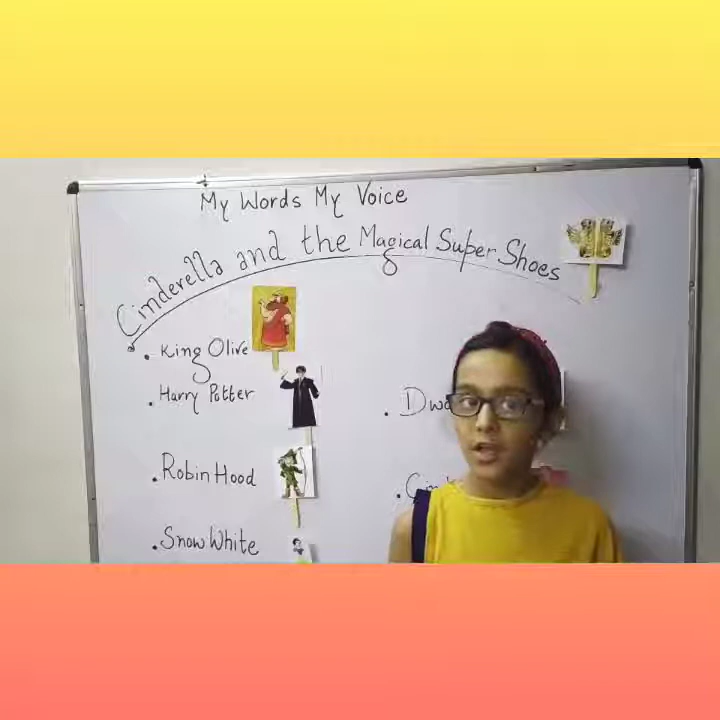 My Words My Voice
Cinderella and the Magical Super Shoes
• King Olive
• Harry Potter
• Robin Hood
• Snow White